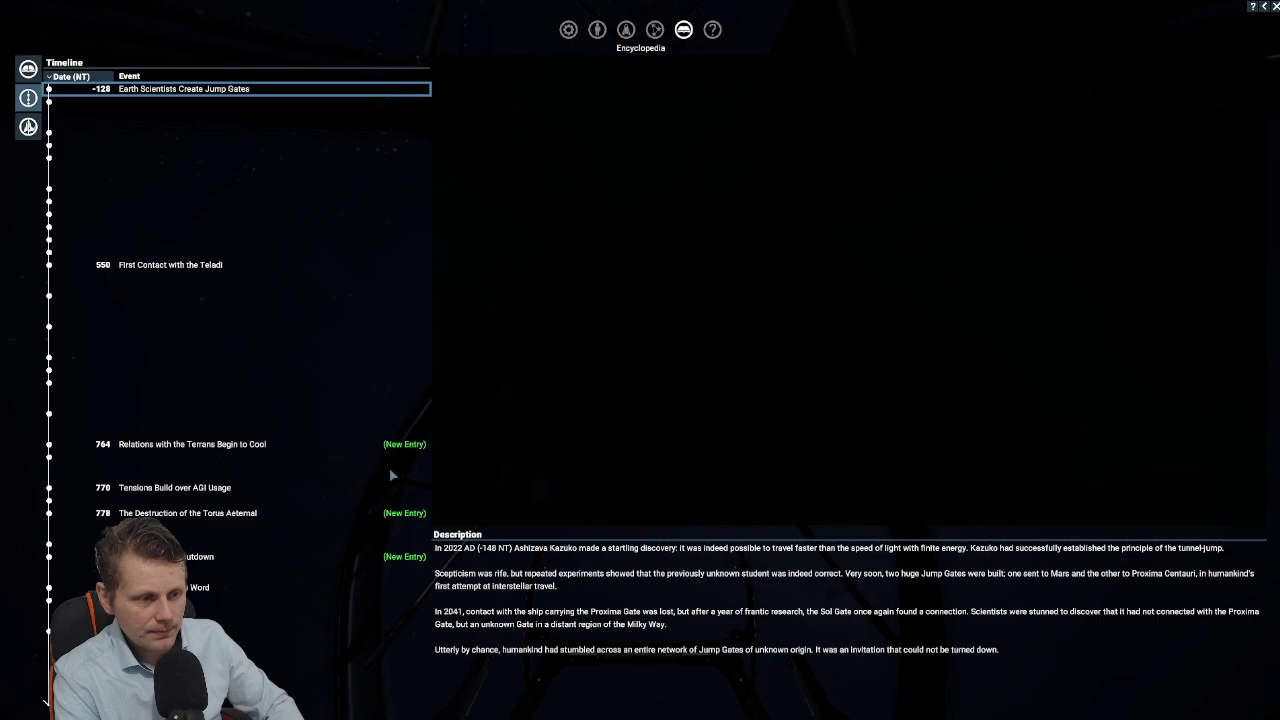 Encyclopedia
Timeline
Date (NT) Event
-128 Earth Scientists Create Jump Gates
550 First Contact with the Teladi
764 Relations with the Terrans Begin to Cool (New Entry)
770 Tensions Build over AGI Usage
778 The Destruction of the Torus Aeternal (New Entry)
utdown (New Entry)
Word
Description
In 2022 AD (-148 NT) Ashizava Kazuko made a startling discovery: it was indeed possible to travel faster than the speed of light with finite energy. Kazuko had successfully established the principle of the tunnel-jump.
Scepticism was rife, but repeated experiments showed that the previously unknown student was indeed correct. Very soon, two huge Jump Gates were built; one sent to Mars and the other to Proxima Centauri, in humankind's
first attempt at interstellar travel.
In 2041, contact with the ship carrying the Proxima Gate was lost, but after a year of frantic research, the Sol Gate once again found a connection. Scientists were stunned to discover that it had not connected with the Proxima
Gate, but an unknown Gate in a distant region of the Milky Way.
Utterly by chance, humankind had stumbled across an entire network of Jump Gates of unknown origin. It was an invitation that could not be turned down.